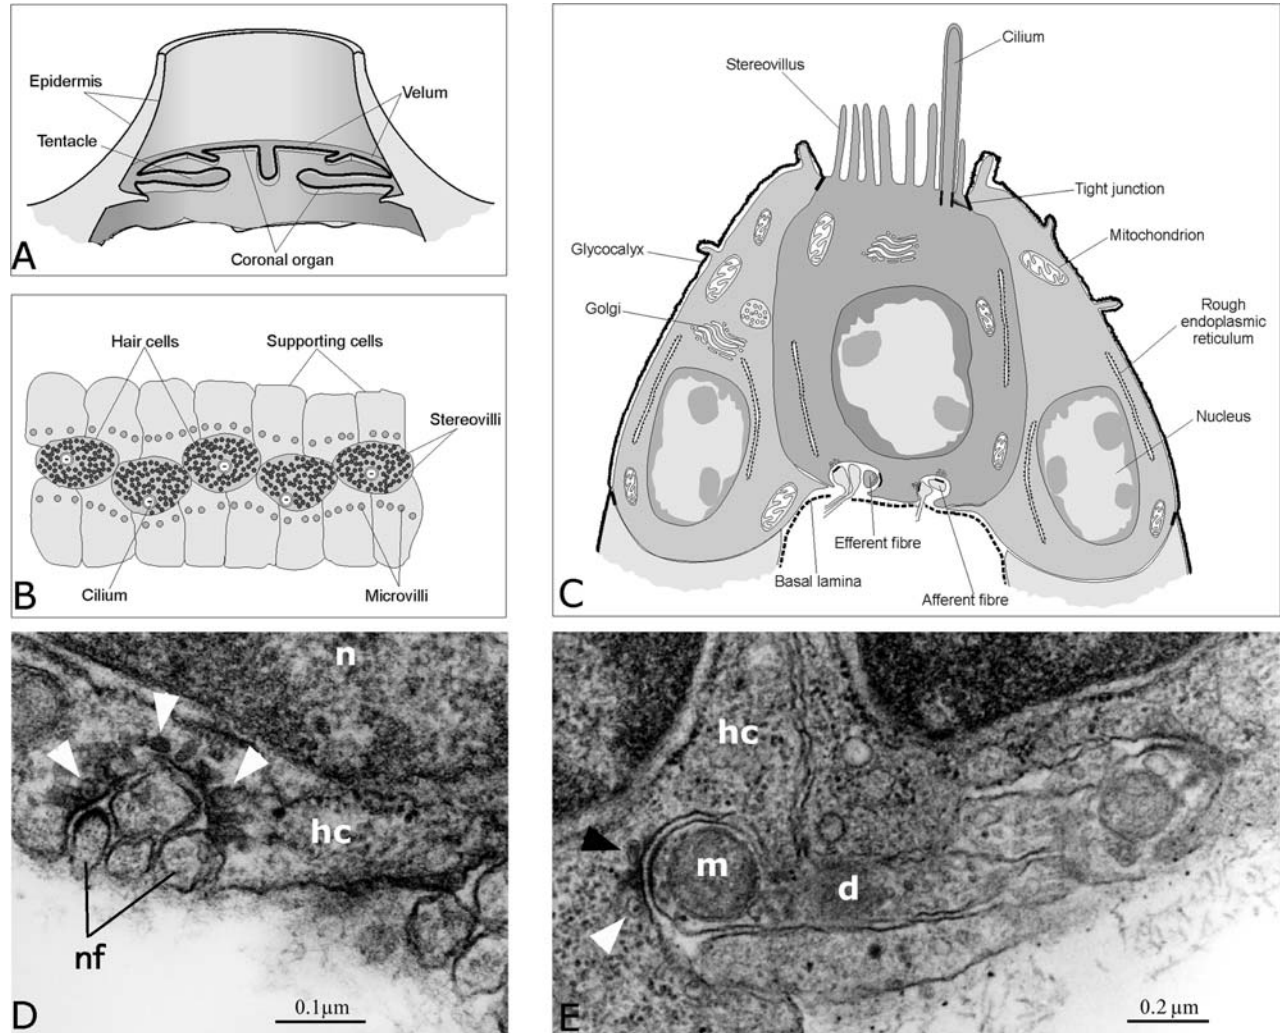 Epidermis
Velum
Tentacle
Coronal organ
A
Hair cells
Supporting cells
Stereovilli
Cilium
Microvilli
B
Cilium
Stereovillus
Tight junction
Glycocalyx
Mitochondrion
Golgi
Rough
endoplasmic
reticulum
Nucleus
Efferent fibre
Basal lamina
Afferent fibre
C
n
hc
nf
0.1µm
D
hc
m
d
0.2 µm
E